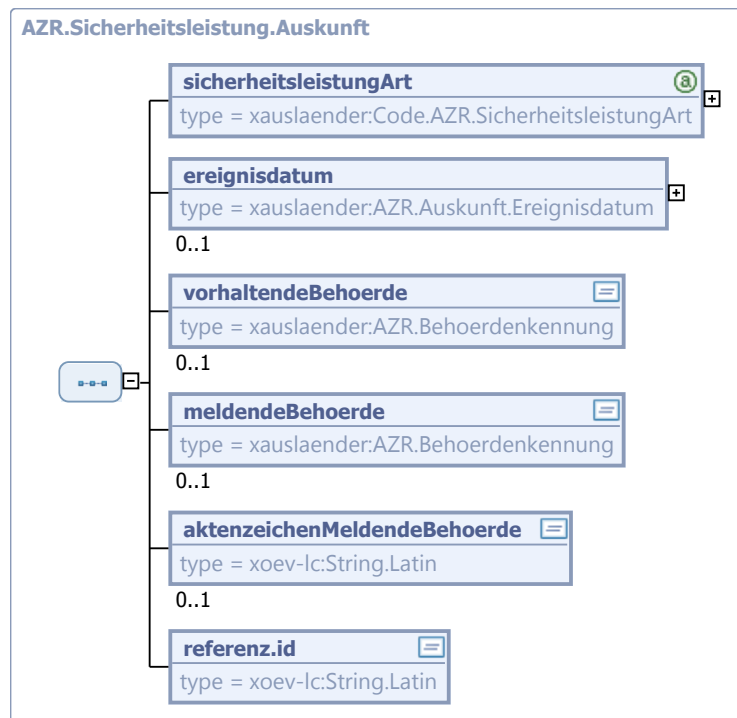 AZR.Sicherheitsleistung.Auskunft
sicherheitsleistungArt
type = xauslaender:Code.AZR.SicherheitsleistungArt
ereignisdatum
type = xauslaender:AZR.Auskunft.Ereignisdatum
0..1
vorhaltendeBehoerde
type = xauslaender:AZR.Behoerdenkennung
0..1
meldendeBehoerde
type = xauslaender:AZR.Behoerdenkennung
0..1
aktenzeichenMeldendeBehoerde
type = xoev-lc:String.Latin
0..1
referenz.id
type = xoev-lc:String.Latin